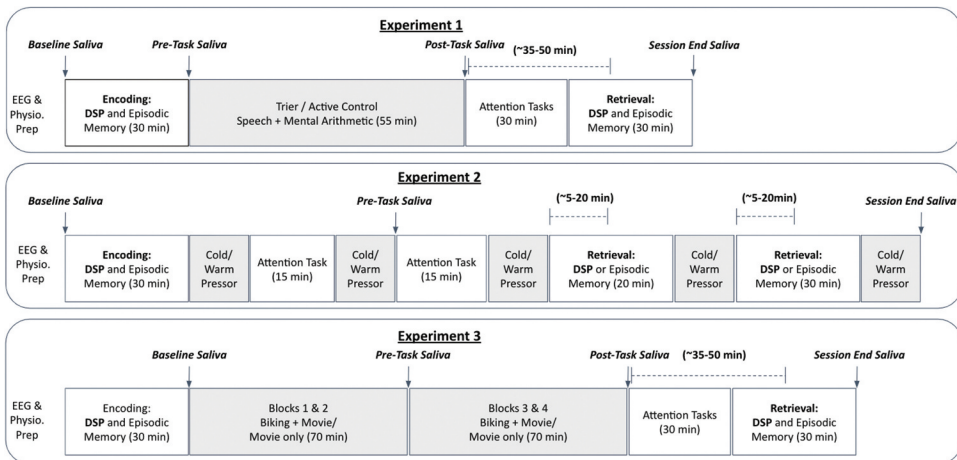 Experiment 1
Baseline Saliva
Pre-Task Saliva
Post-Task Saliva
(~35-50 min)
Session End Saliva
EEG &
Physio.
Prep
Encoding:
DSP and Episodic
Memory (30 min)
Trier / Active Control
Speech + Mental Arithmetic (55 min)
Attention Tasks
(30 min)
Retrieval:
DSP and Episodic
Memory (30 min)
Experiment 2
Baseline Saliva
Pre-Task Saliva
(~5-20 min)
(~5-20min)
Session End Saliva
EEG &
Physio.
Prep
Encoding:
DSP and Episodic
Memory (30 min)
Cold/
Warm
Pressor
Attention Task
(15 min)
Cold/
Warm
Pressor
Attention Task
(15 min)
Cold/
Warm
Pressor
Retrieval:
DSP or Episodic
Memory (20 min)
Cold/
Warm
Pressor
Retrieval:
DSP or Episodic
Memory (30 min)
Cold/
Warm
Pressor
Experiment 3
Baseline Saliva
Pre-Task Saliva
Post-Task Saliva
(~35-50 min)
Session End Saliva
EEG &
Physio.
Prep
Encoding:
DSP and Episodic
Memory (30 min)
Blocks 1 & 2
Biking + Movie/
Movie only (70 min)
Blocks 3 & 4
Biking + Movie/
Movie only (70 min)
Attention Tasks
(30 min)
Retrieval:
DSP and Episodic
Memory (30 min)